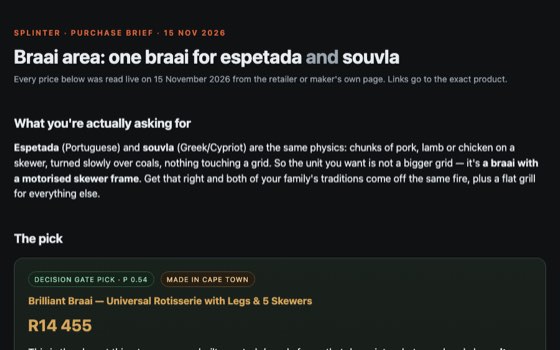 SPLINTER · PURCHASE BRIEF · 15 NOV 2026
Braai area: one braai for espetada and souvla
Every price below was read live on 15 November 2026 from the retailer or maker's own page. Links go to the exact product.
What you're actually asking for
Espetada (Portuguese) and souvla (Greek/Cypriot) are the same physics: chunks of pork, lamb or chicken on a
skewer, turned slowly over coals, nothing touching a grid. So the unit you want is not a bigger grid — it's a braai with
a motorised skewer frame. Get that right and both of your family's traditions come off the same fire, plus a flat grill
for everything else.
The pick
DECISION GATE PICK · P 0.54
MADE IN CAPE TOWN
Brilliant Braai — Universal Rotisserie with Legs & 5 Skewers
R14 455